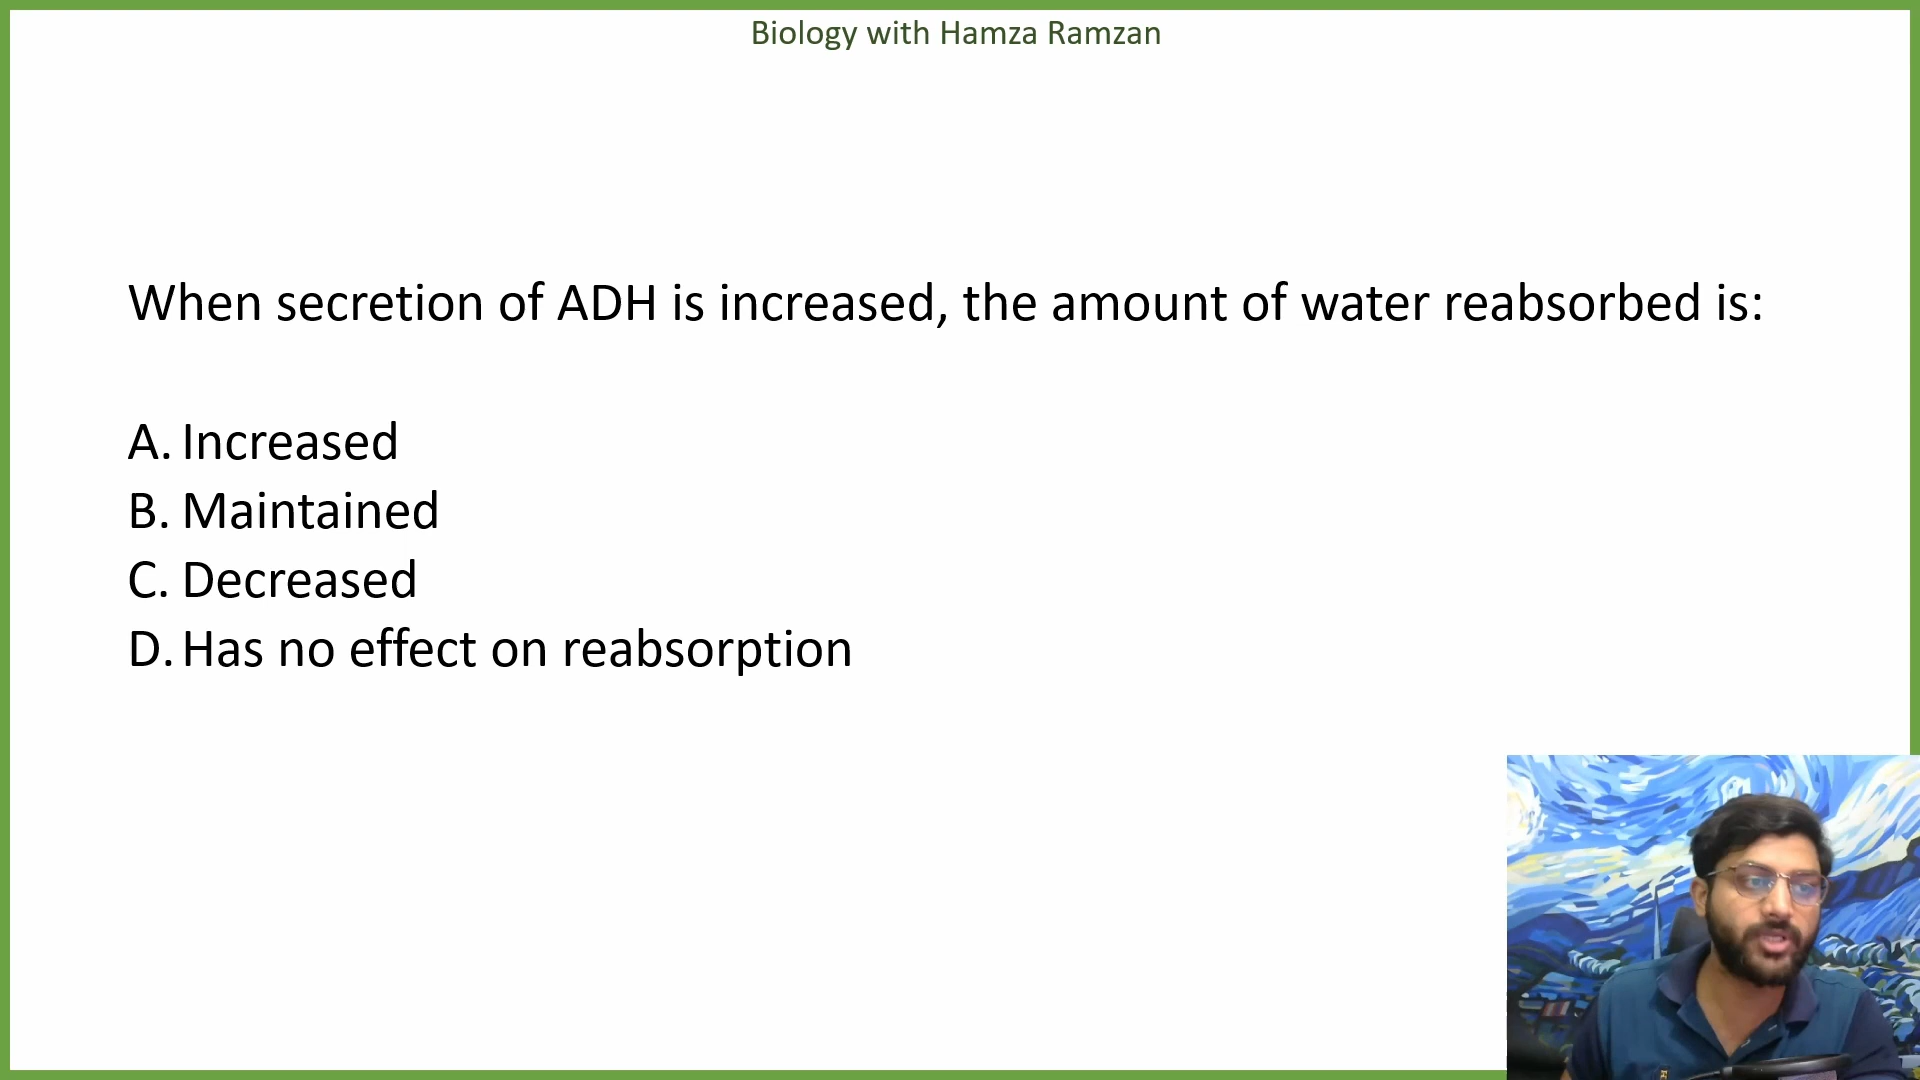 Biology with Hamza Ramzan
When secretion of ADH is increased, the amount of water reabsorbed is:
A. Increased
B. Maintained
C. Decreased
D. Has no effect on reabsorption